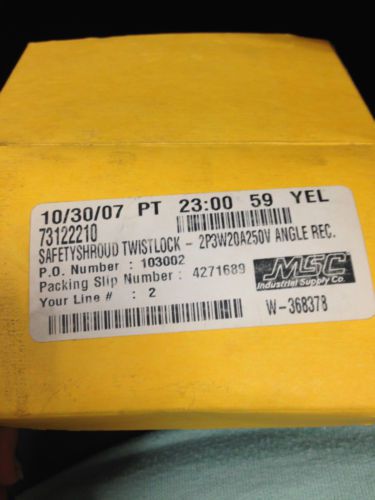 10/30/07 PT 23:00 59 YEL
73122210
SAFETYSHROUD TWISTLOCK - 2P3W20A250V ANGLE REC.
P.O. Number : 103002
Packing Slip Number : 4271689
Your Line # : 2
MSC
Industrial Supply Co.
W-368378